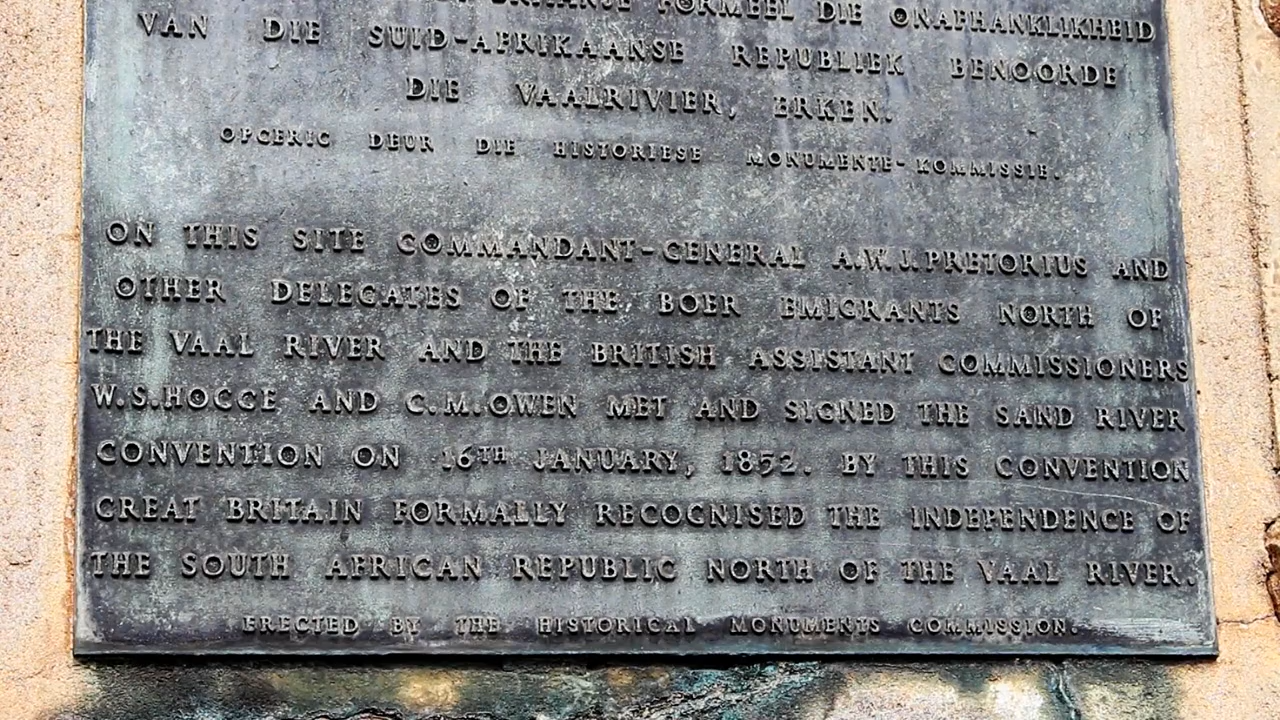 BRITANJE FORMEEL DIE ONAFHANKLIKHEID
VAN DIE SUID-AFRIKAANSE REPUBLIEK BENOORDE
DIE VAALRIVIER, ERKEN.
OPGERIG DEUR DIE HISTORIESE MONUMENTE-KOMMISSIE.
ON THIS SITE COMMANDANT-GENERAL A.W.J. PRETORIUS AND
OTHER DELEGATES OF THE BOER EMIGRANTS NORTH OF
THE VAAL RIVER AND THE BRITISH ASSISTANT COMMISSIONERS
W.S. HOGGE AND C.M. OWEN MET AND SIGNED THE SAND RIVER
CONVENTION ON 16TH JANUARY, 1852. BY THIS CONVENTION
GREAT BRITAIN FORMALLY RECOGNISED THE INDEPENDENCE OF
THE SOUTH AFRICAN REPUBLIC NORTH OF THE VAAL RIVER.
ERECTED BY THE HISTORICAL MONUMENTS COMMISSION.